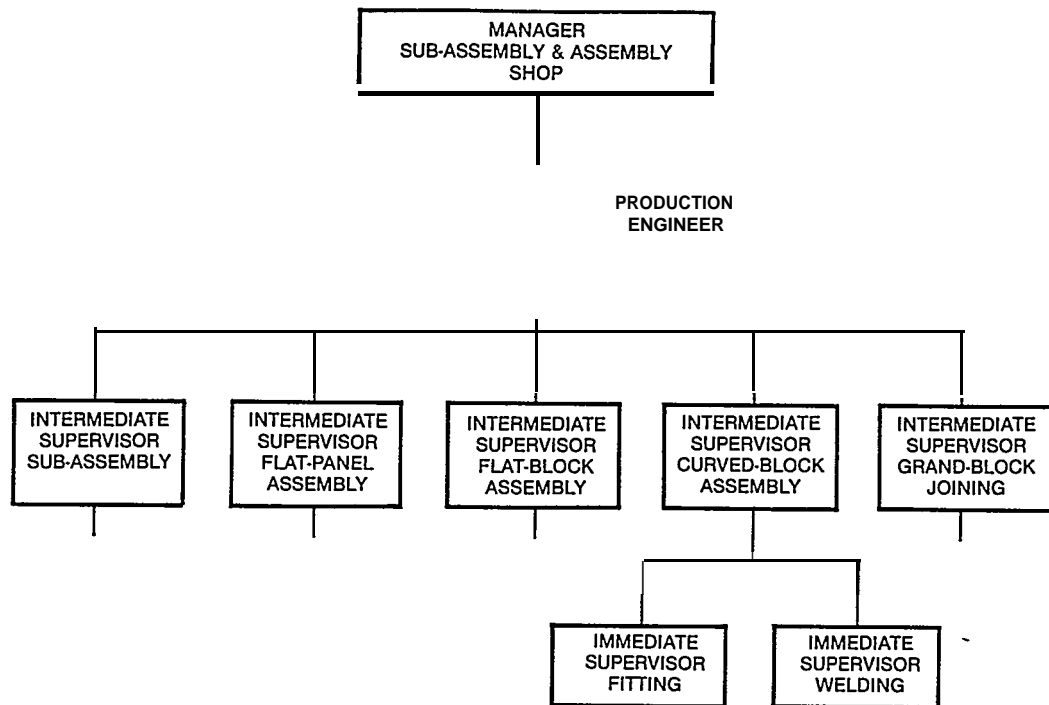 MANAGER
SUB-ASSEMBLY & ASSEMBLY
SHOP
PRODUCTION
ENGINEER
INTERMEDIATE
SUPERVISOR
SUB-ASSEMBLY
INTERMEDIATE
SUPERVISOR
FLAT-PANEL
ASSEMBLY
INTERMEDIATE
SUPERVISOR
FLAT-BLOCK
ASSEMBLY
INTERMEDIATE
SUPERVISOR
CURVED-BLOCK
ASSEMBLY
INTERMEDIATE
SUPERVISOR
GRAND-BLOCK
JOINING
IMMEDIATE
SUPERVISOR
FITTING
IMMEDIATE
SUPERVISOR
WELDING